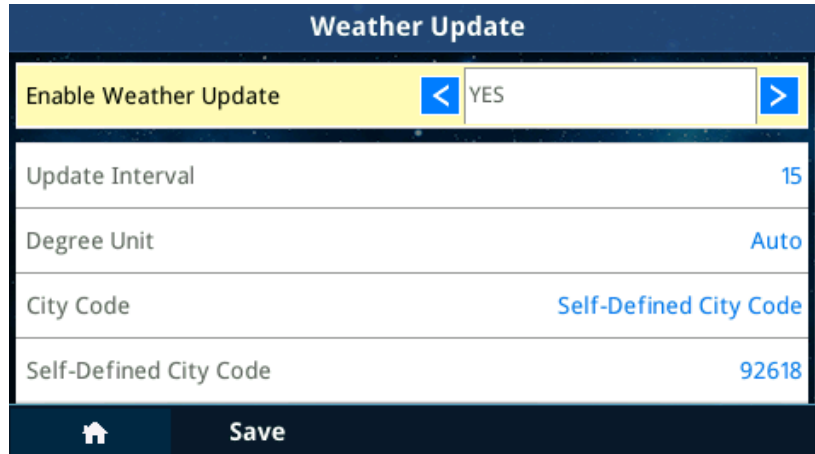 Weather Update
Enable Weather Update < YES >
Update Interval 15
Degree Unit Auto
City Code Self-Defined City Code
Self-Defined City Code 92618
Save